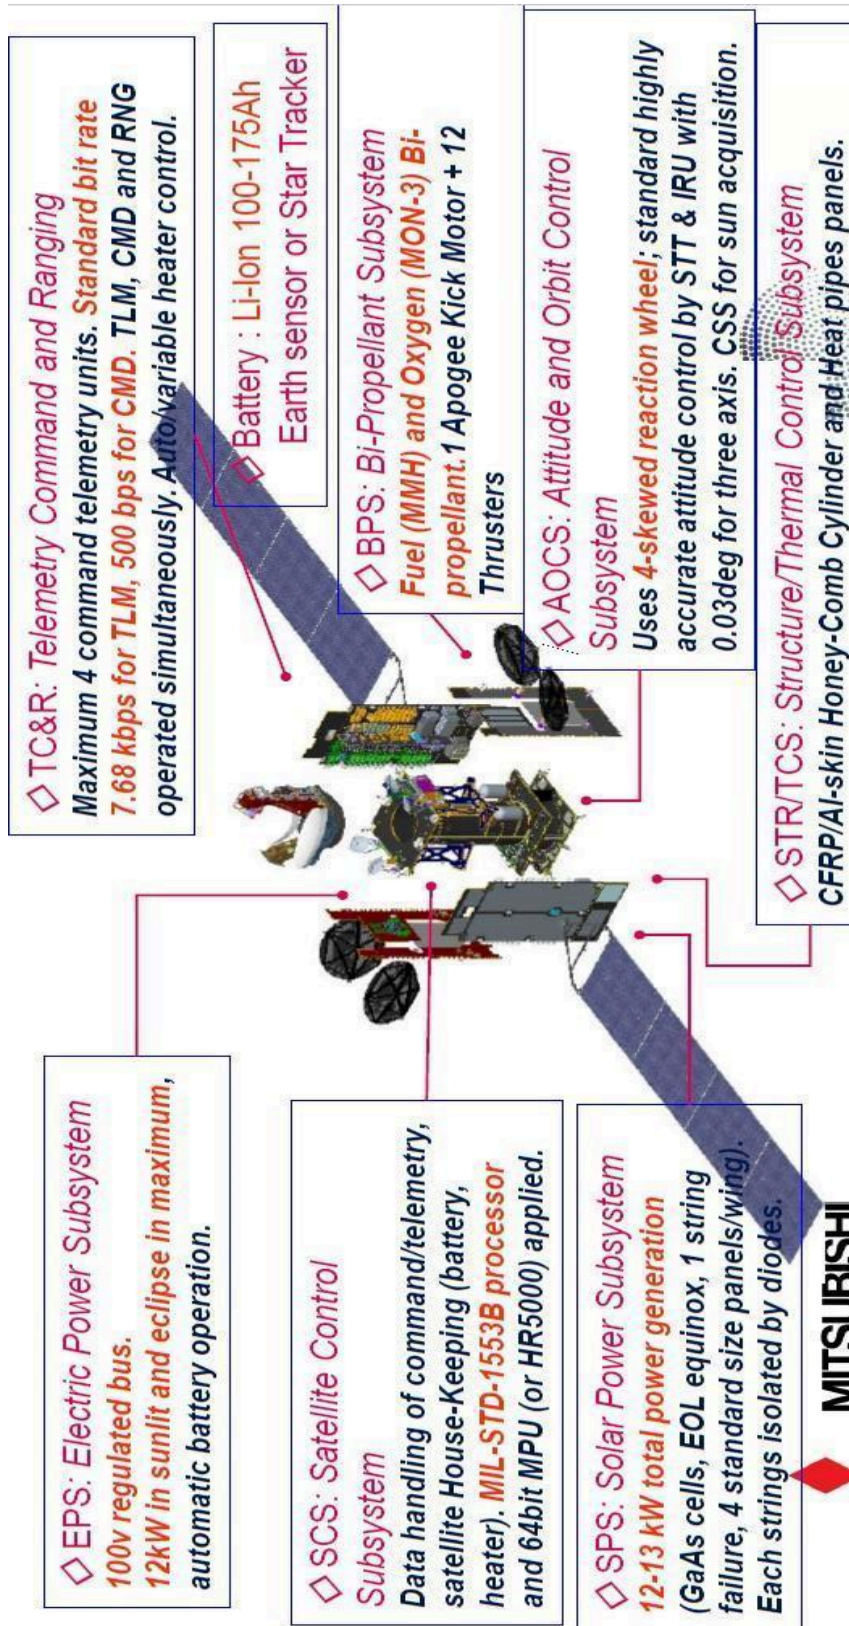 ◇ EPS: Electric Power Subsystem
100v regulated bus.
12kW in sunlit and eclipse in maximum,
automatic battery operation.
◇ SCS: Satellite Control
Subsystem
Data handling of command/telemetry,
satellite House-Keeping (battery,
heater). MIL-STD-1553B processor
and 64bit MPU (or HR5000) applied.
◇ SPS: Solar Power Subsystem
12-13 kW total power generation
(GaAs cells, EOL equinox, 1 string
failure, 4 standard size panels/wing).
Each strings isolated by diodes.
MITSUBISHI
◇ TC&R: Telemetry Command and Ranging
Maximum 4 command telemetry units. Standard bit rate
7.68 kbps for TLM, 500 bps for CMD. TLM, CMD and RNG
operated simultaneously. Auto/variable heater control.
◇ Battery : Li-Ion 100-175Ah
Earth sensor or Star Tracker
◇ BPS: Bi-Propellant Subsystem
Fuel (MMH) and Oxygen (MON-3) Bi-
propellant.1 Apogee Kick Motor + 12
Thrusters
◇ AOCS: Attitude and Orbit Control
Subsystem
Uses 4-skewed reaction wheel; standard highly
accurate attitude control by STT & IRU with
0.03deg for three axis. CSS for sun acquisition.
◇ STR/TCS: Structure/Thermal Control Subsystem
CFRP/Al-skin Honey-Comb Cylinder and Heat pipes panels.